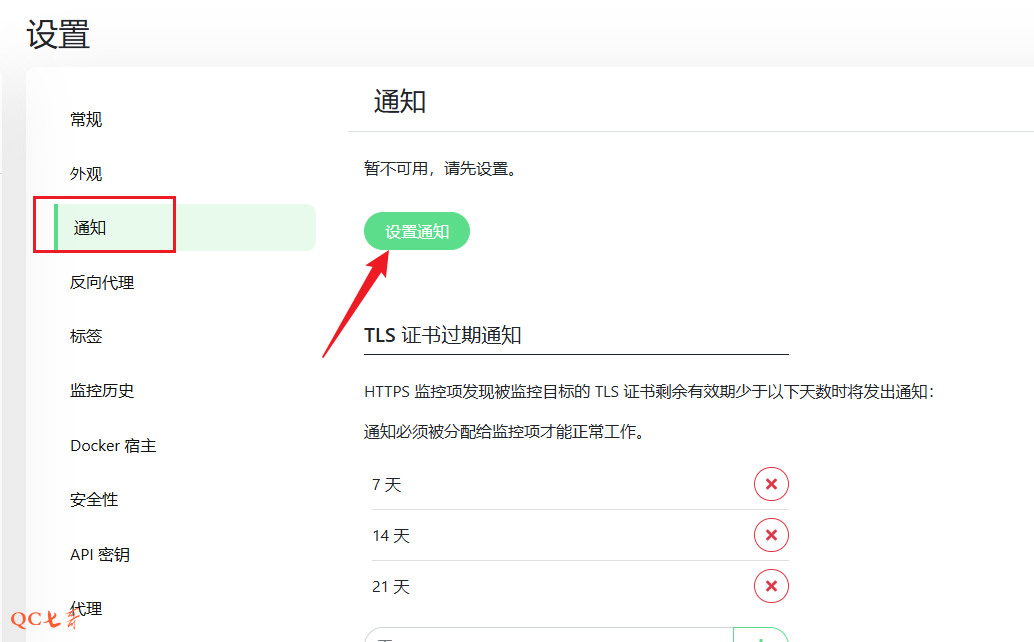 设置
常规
外观
通知
反向代理
标签
监控历史
Docker 宿主
安全性
API 密钥
代理
通知
暂不可用，请先设置。
设置通知
TLS 证书过期通知
HTTPS 监控项发现被监控目标的 TLS 证书剩余有效期少于以下天数时将发出通知：
通知必须被分配给监控项才能正常工作。
7 天
14 天
21 天
QC七哥